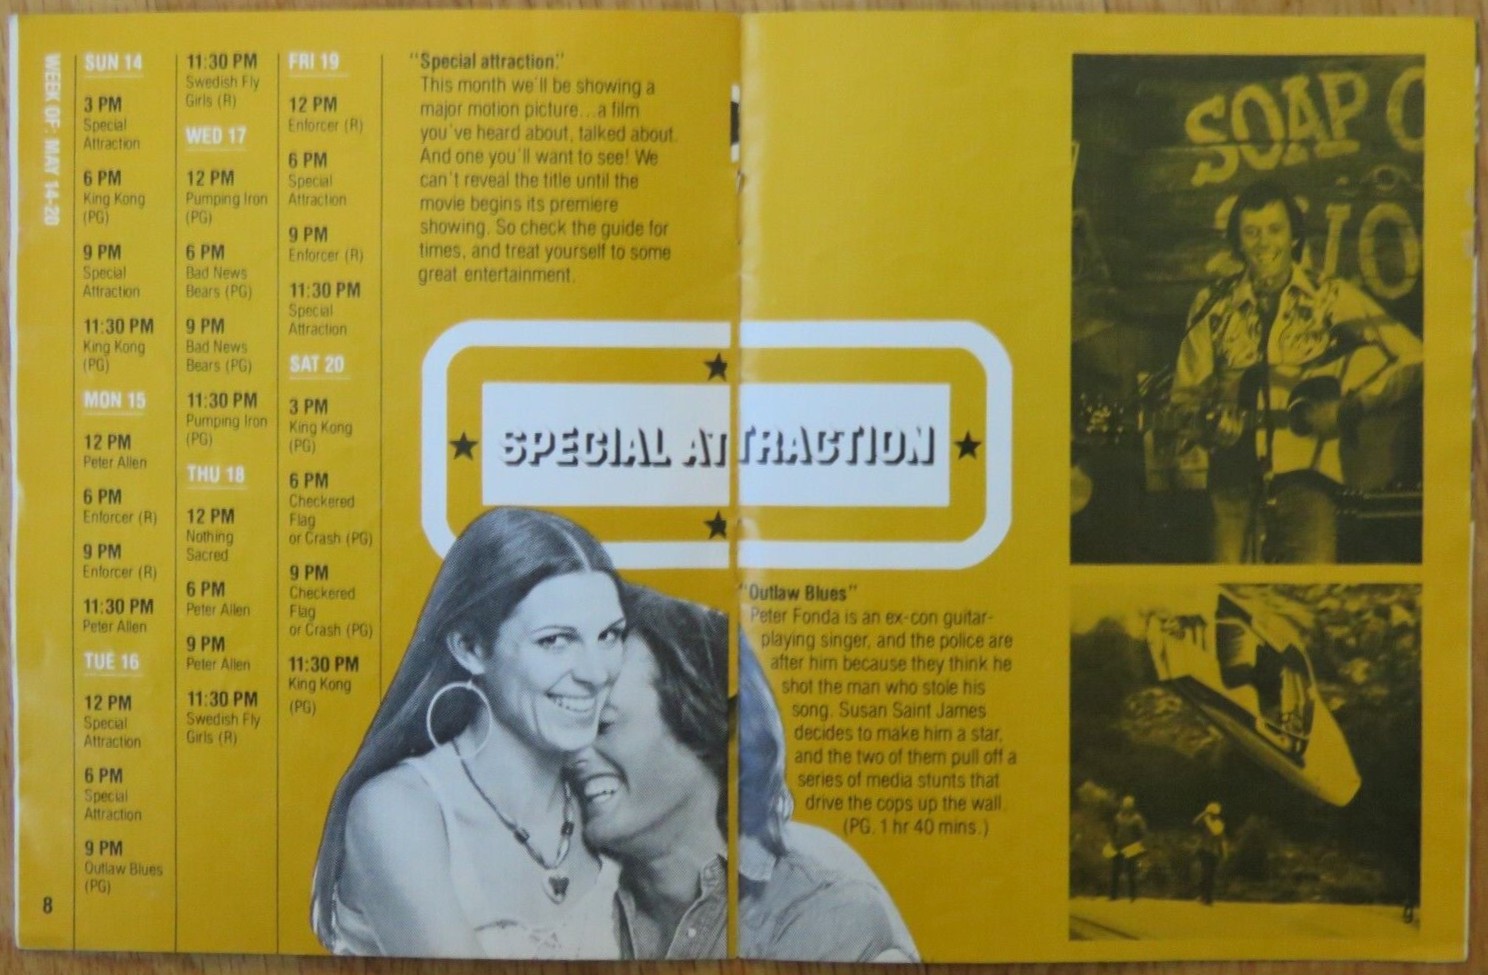 WEEK OF: MAY 14-20
SUN 14
3 PM
Special
Attraction
6 PM
King Kong
(PG)
9 PM
Special
Attraction
11:30 PM
King Kong
(PG)
MON 15
12 PM
Peter Allen
6 PM
Enforcer (R)
9 PM
Enforcer (R)
11:30 PM
Peter Allen
TUE 16
12 PM
Special
Attraction
6 PM
Special
Attraction
9 PM
Outlaw Blues
(PG)
8
11:30 PM
Swedish Fly
Girls (R)
WED 17
12 PM
Pumping Iron
(PG)
6 PM
Bad News
Bears (PG)
9 PM
Bad News
Bears (PG)
11:30 PM
Pumping Iron
(PG)
THU 18
12 PM
Nothing
Sacred
6 PM
Peter Allen
9 PM
Peter Allen
11:30 PM
Swedish Fly
Girls (R)
FRI 19
12 PM
Enforcer (R)
6 PM
Special
Attraction
9 PM
Enforcer (R)
11:30 PM
Special
Attraction
SAT 20
3 PM
King Kong
(PG)
6 PM
Checkered
Flag
or Crash (PG)
9 PM
Checkered
Flag
or Crash (PG)
11:30 PM
King Kong
(PG)
"Special attraction."
This month we'll be showing a
major motion picture...a film
you've heard about, talked about.
And one you'll want to see! We
can't reveal the title until the
movie begins its premiere
showing. So check the guide for
times, and treat yourself to some
great entertainment.
SPECIAL ATTRACTION
"Outlaw Blues"
Peter Fonda is an ex-con guitar-
playing singer, and the police are
after him because they think he
shot the man who stole his
song. Susan Saint James
decides to make him a star,
and the two of them pull off a
series of media stunts that
drive the cops up the wall.
(PG. 1 hr 40 mins.)
SOAP